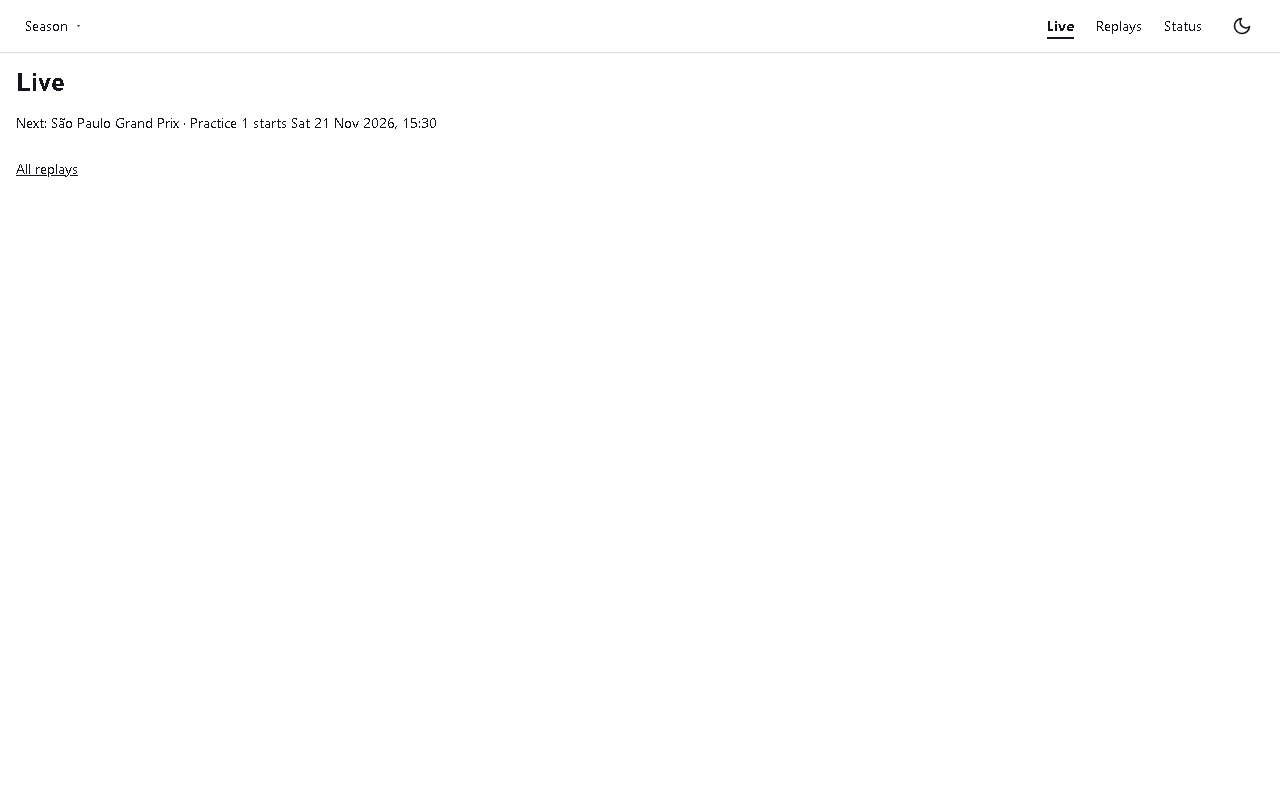 Season
Live
Replays
Status
Live
Next: São Paulo Grand Prix · Practice 1 starts Sat 21 Nov 2026, 15:30
All replays